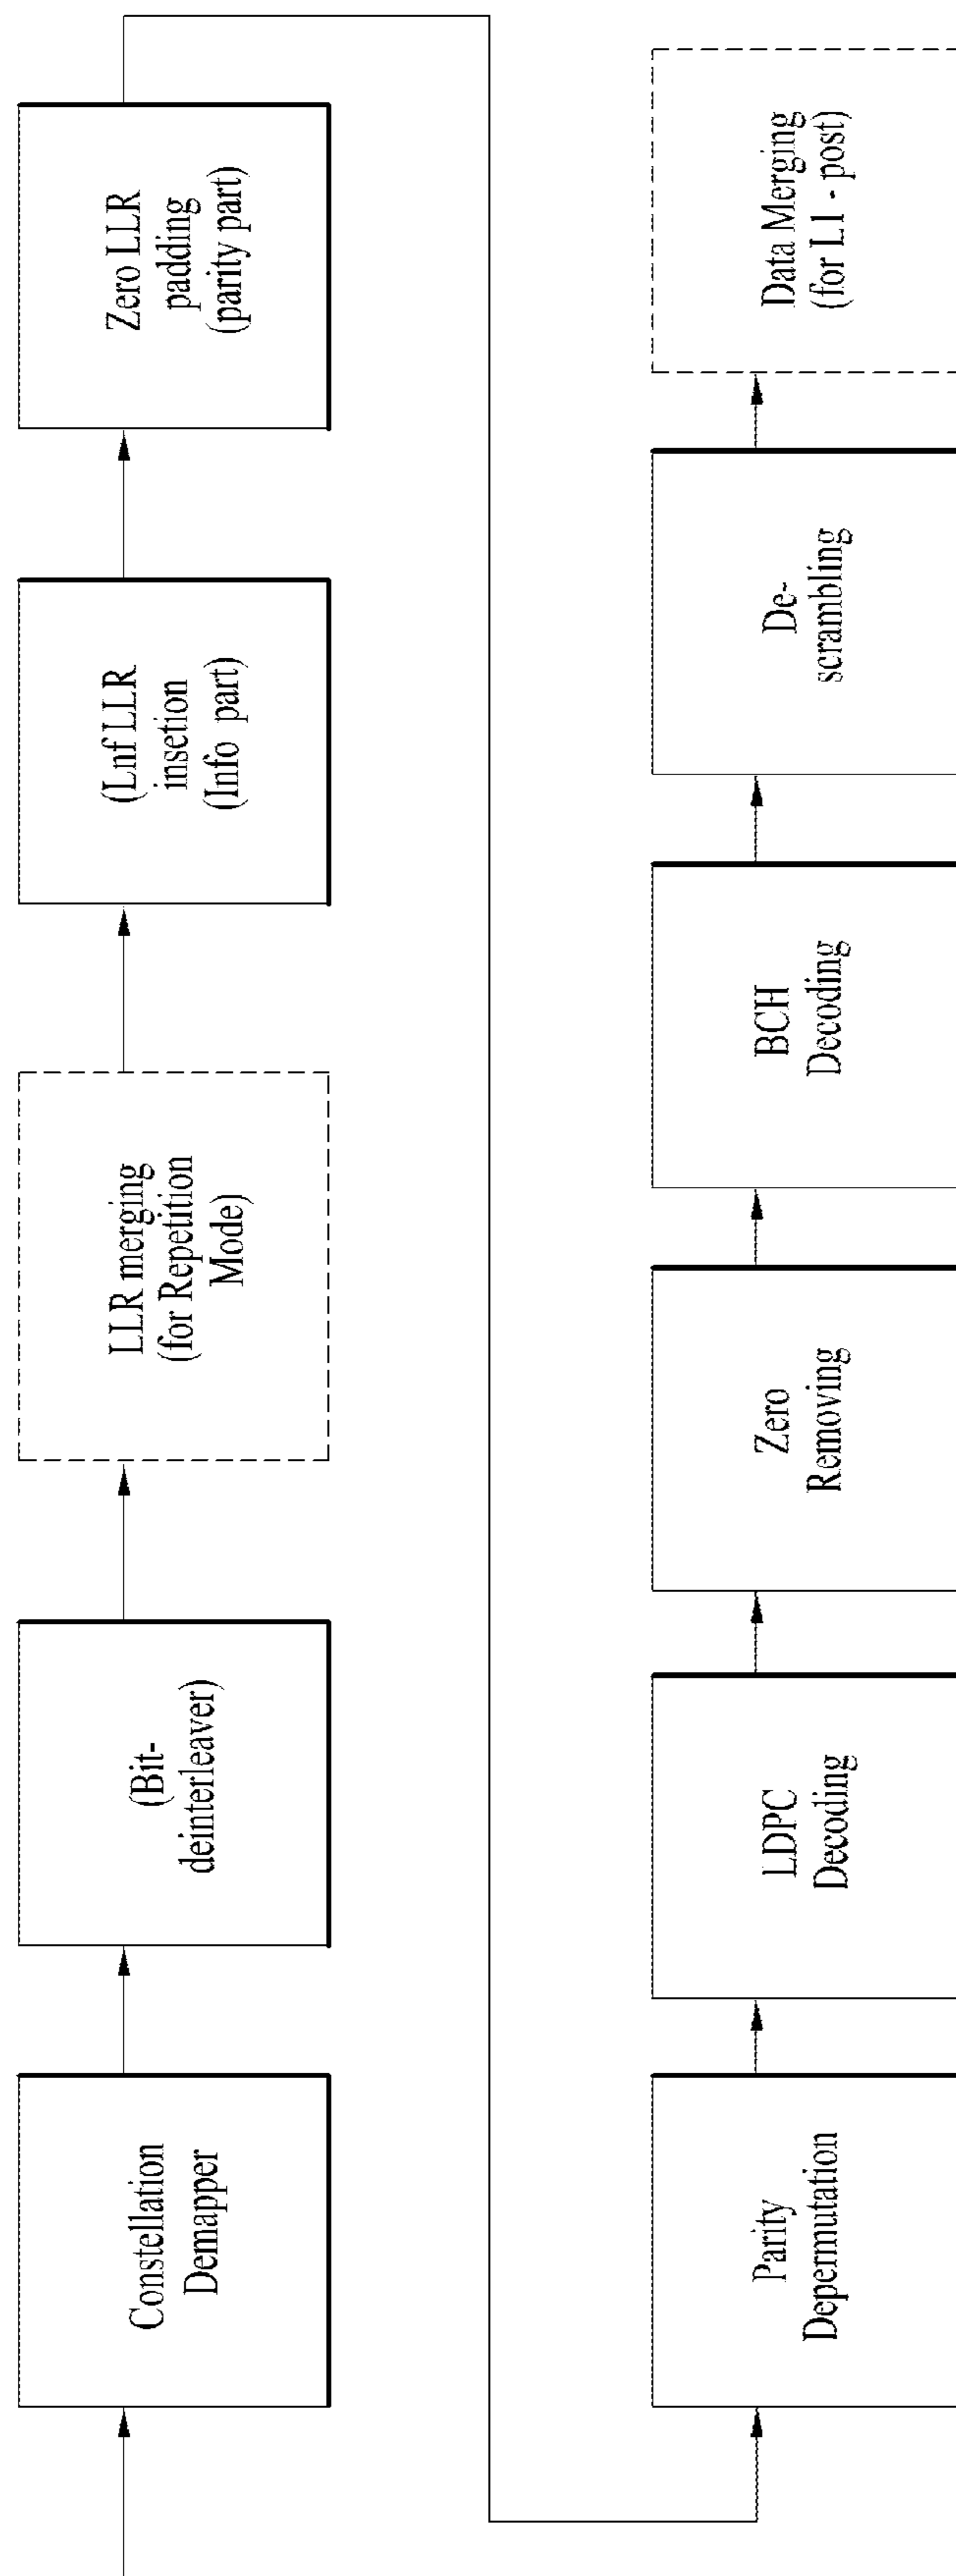 Constellation
Demapper
(Bit-
deinterleaver)
LLR merging
(for Repetition
Mode)
(Lnf LLR
insetion
(Info part)
Zero LLR
padding
(parity part)
Parity
Depermutation
LDPC
Decoding
Zero
Removing
BCH
Decoding
De-
scrambling
Data Merging
(for L1 - post)